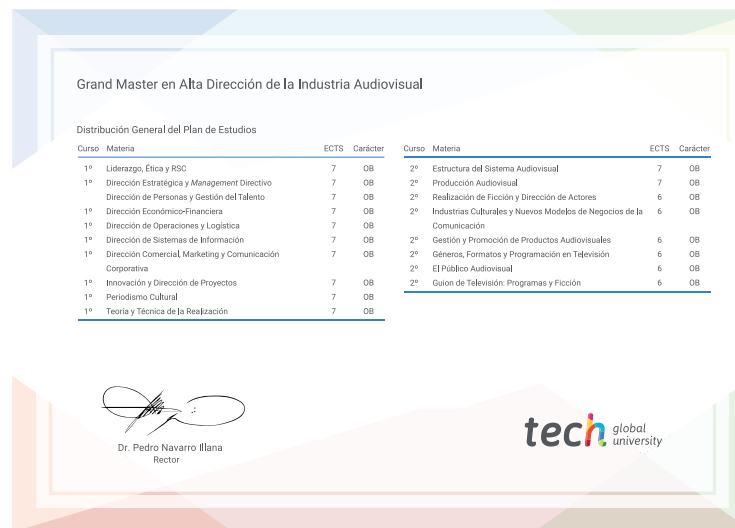 Grand Master en Alta Dirección de la Industria Audiovisual
Distribución General del Plan de Estudios
Curso Materia ECTS Carácter
1º Liderazgo, Ética y RSC 7 OB
1º Dirección Estratégica y Management Directivo 7 OB
Dirección de Personas y Gestión del Talento 7 OB
1º Dirección Económico-Financiera 7 OB
1º Dirección de Operaciones y Logística 7 OB
1º Dirección de Sistemas de Información 7 OB
1º Dirección Comercial, Marketing y Comunicación 7 OB
Corporativa
1º Innovación y Dirección de Proyectos 7 OB
1º Periodismo Cultural 7 OB
1º Teoría y Técnica de la Realización 7 OB
Curso Materia ECTS Carácter
2º Estructura del Sistema Audiovisual 7 OB
2º Producción Audiovisual 7 OB
2º Realización de Ficción y Dirección de Actores 6 OB
2º Industrias Culturales y Nuevos Modelos de Negocios de la 6 OB
Comunicación
2º Gestión y Promoción de Productos Audiovisuales 6 OB
2º Géneros, Formatos y Programación en Televisión 6 OB
2º El Público Audiovisual 6 OB
2º Guion de Televisión: Programas y Ficción 6 OB
Dr. Pedro Navarro Illana
Rector
tech global
university